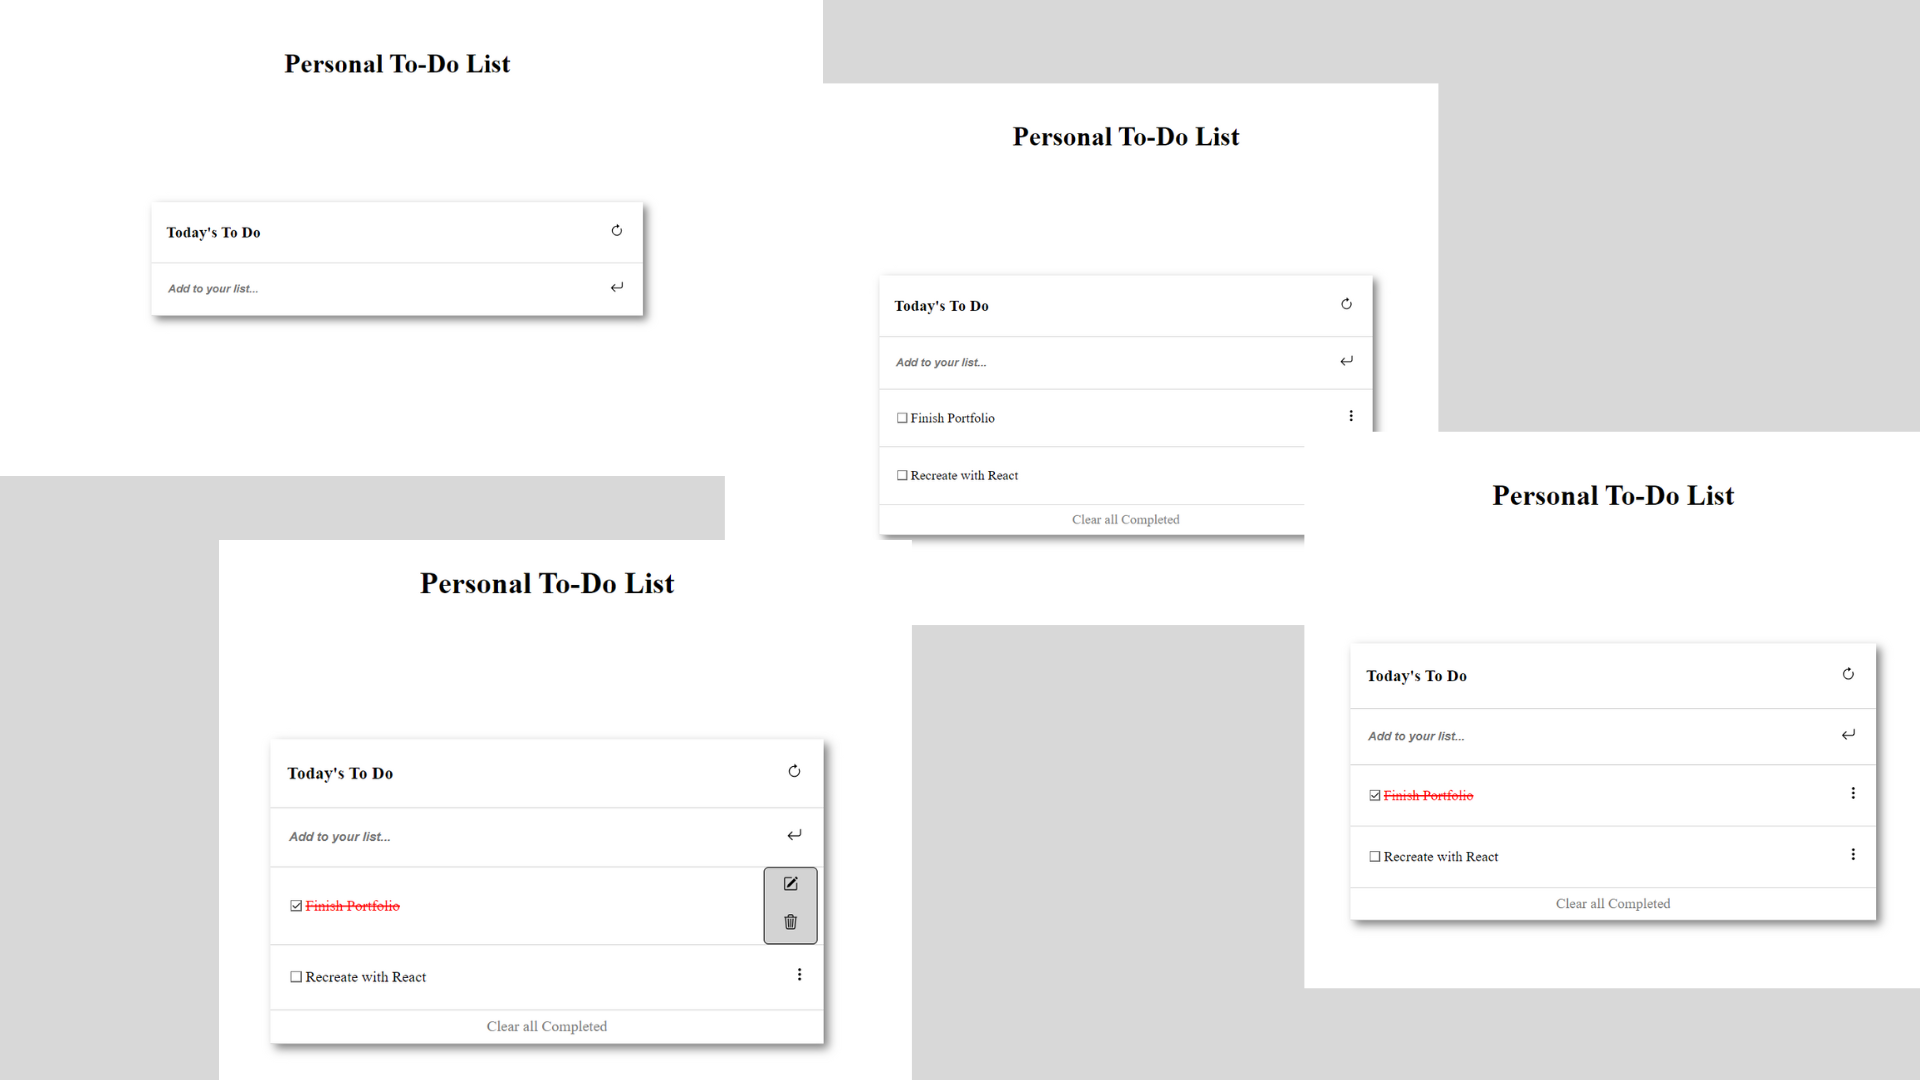 Personal To-Do List
Today's To Do
Add to your list...
Personal To-Do List
Today's To Do
Add to your list...
Finish Portfolio
Recreate with React
Clear all Completed
Personal To-Do List
Today's To Do
Add to your list...
Finish Portfolio
Recreate with React
Clear all Completed
Personal To-Do List
Today's To Do
Add to your list...
Finish Portfolio
Recreate with React
Clear all Completed